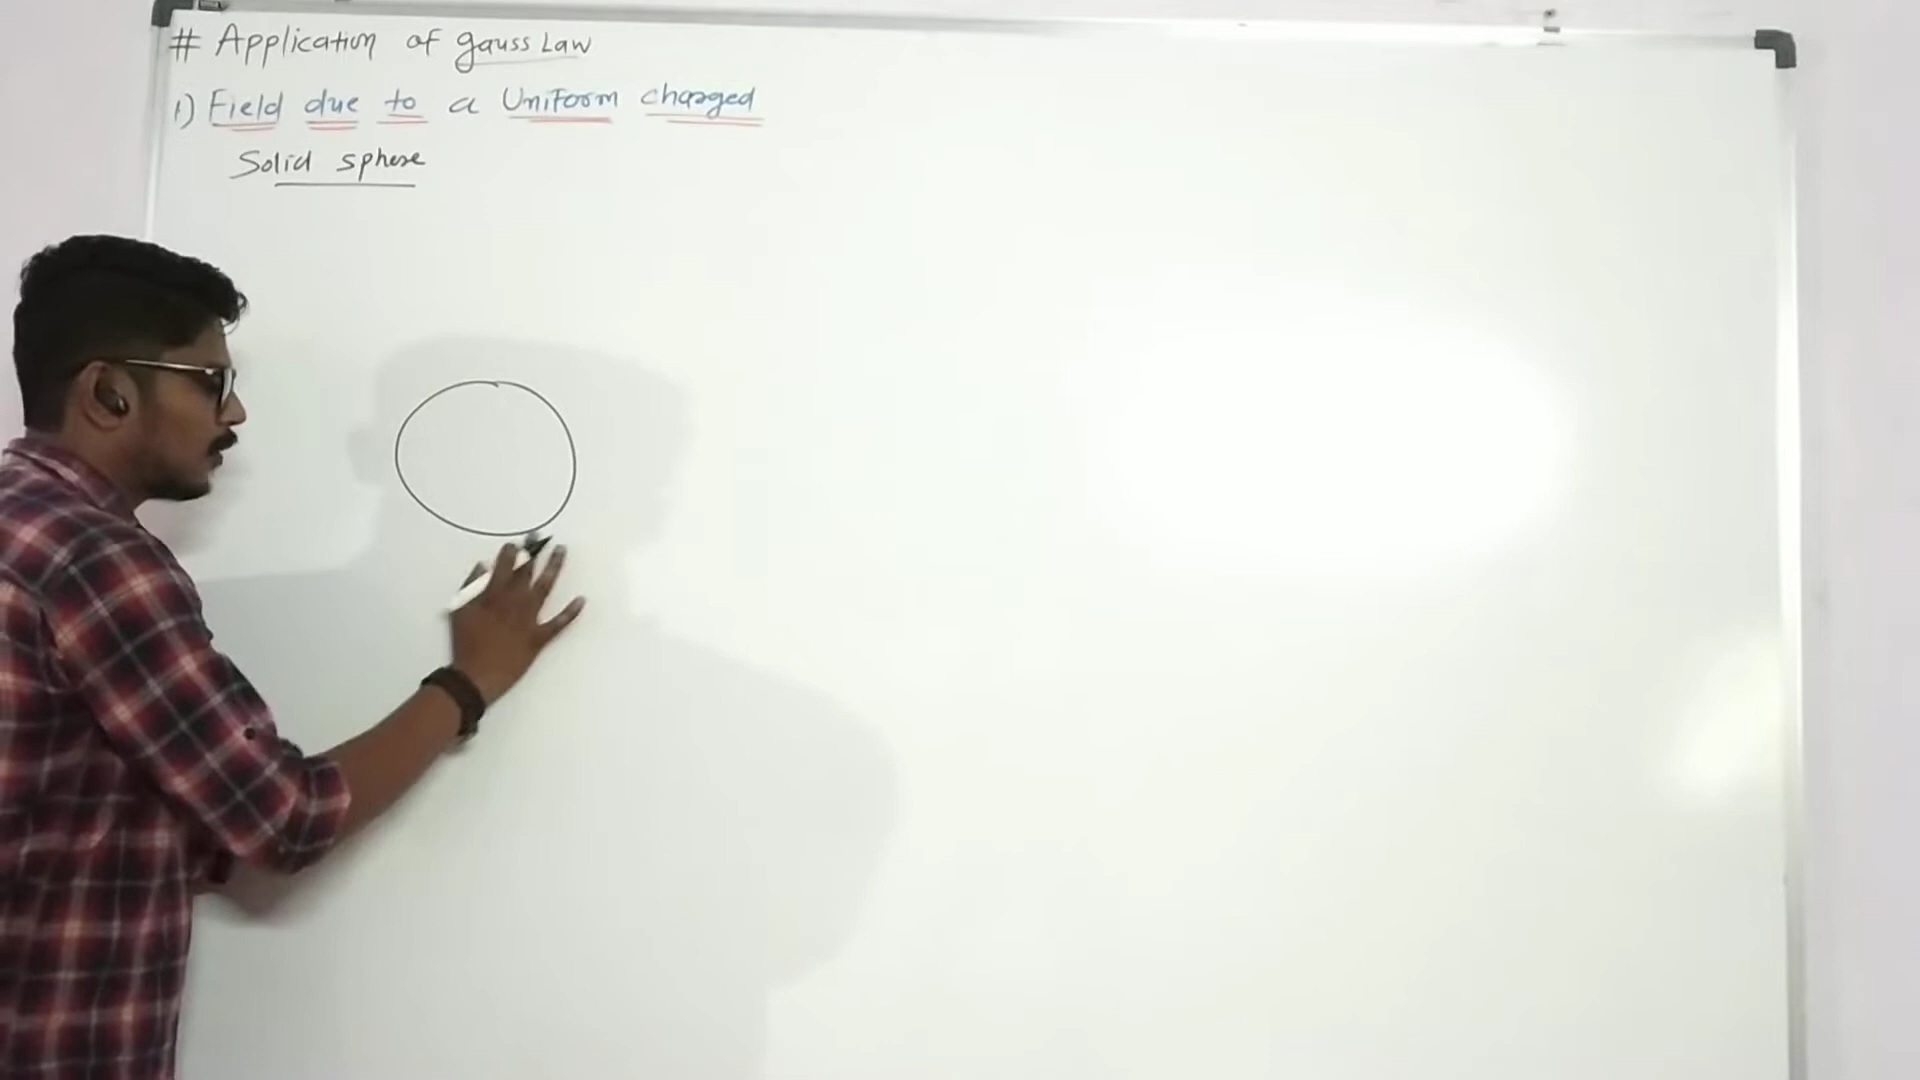 # Application of gauss Law
1) Field due to a Uniform charged
Solid sphere